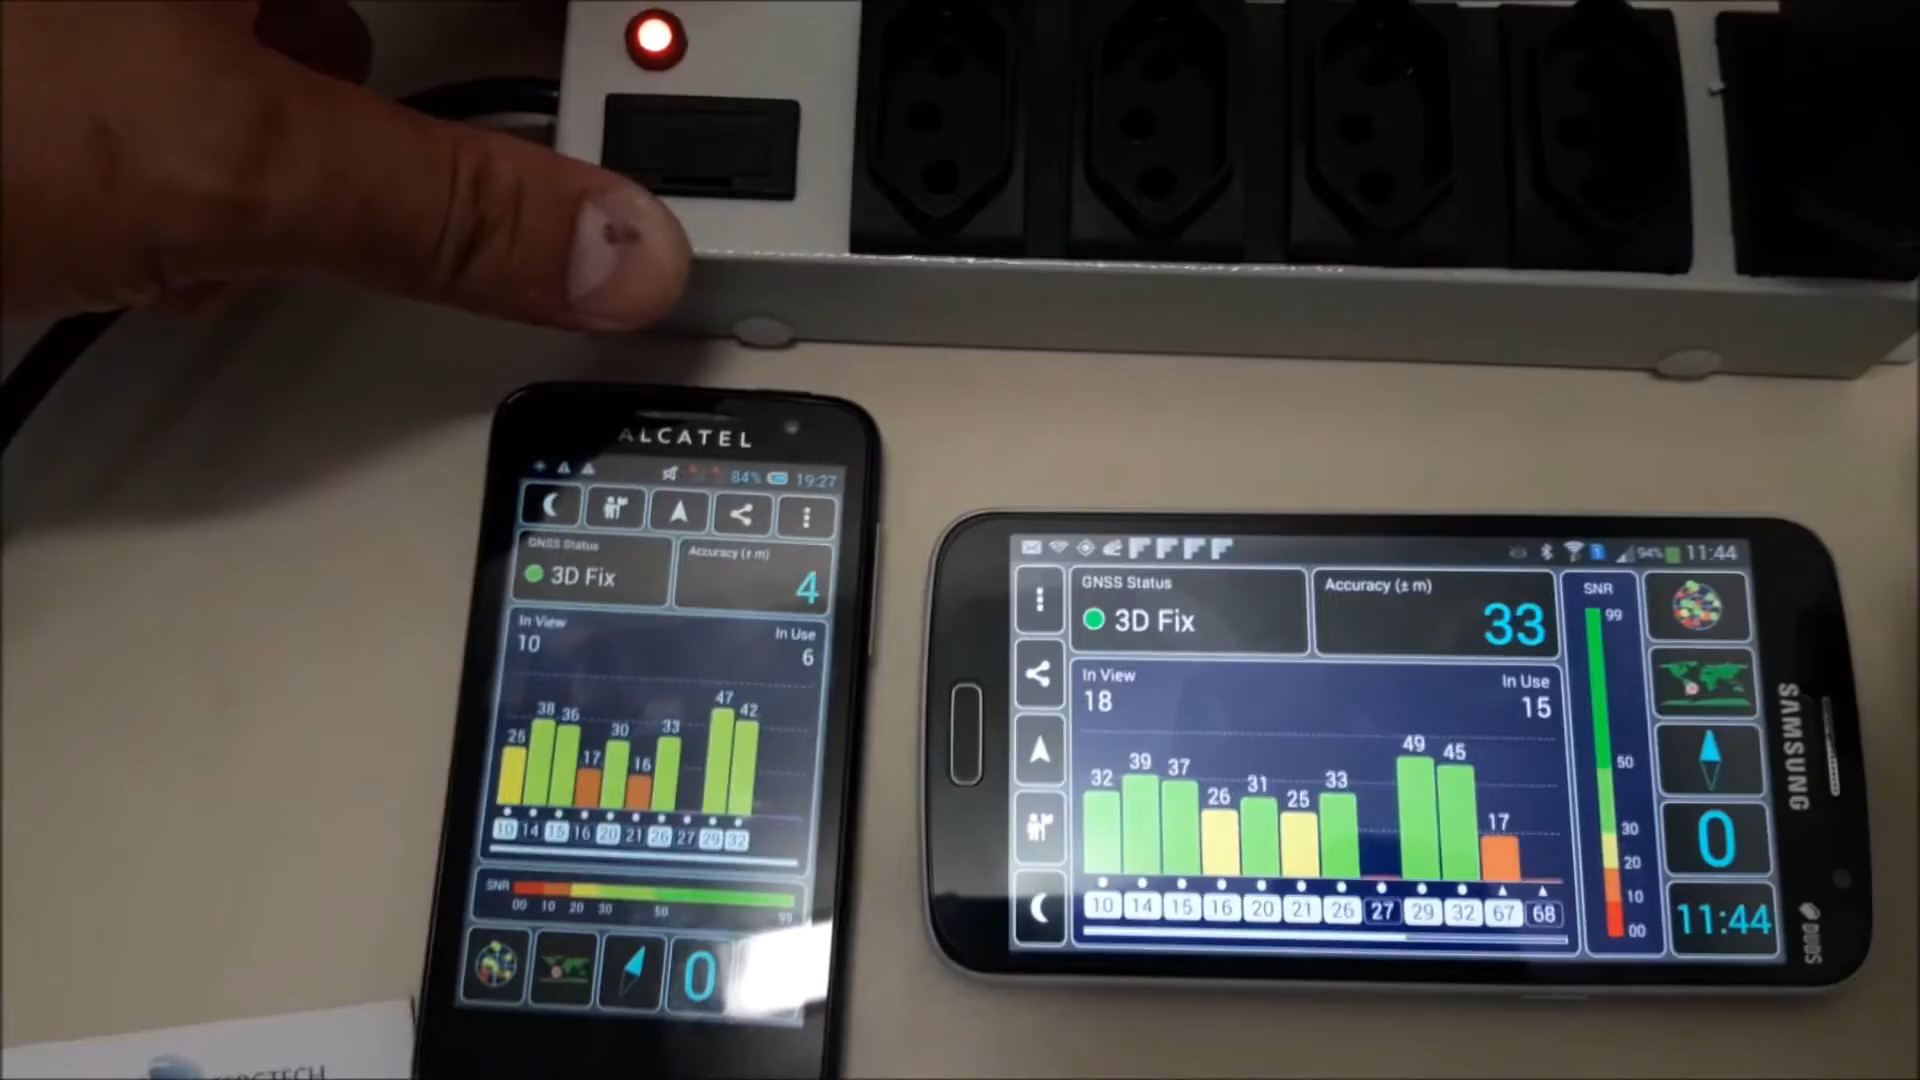 ALCATEL
84% 19:27
GNSS Status
3D Fix
Accuracy (± m)
4
In View
10
In Use
6
25 38 36 17 30 16 33 47 42
10 14 15 16 20 21 26 27 29 32
SNR
00 10 20 30 50 99
0
94% 11:44
GNSS Status
3D Fix
Accuracy (± m)
33
In View
18
In Use
15
32 39 37 26 31 25 33 49 45 17
10 14 15 16 20 21 26 27 29 32 67 68
SNR
99
50
30
20
10
00
0
11:44
SAMSUNG
DUOS